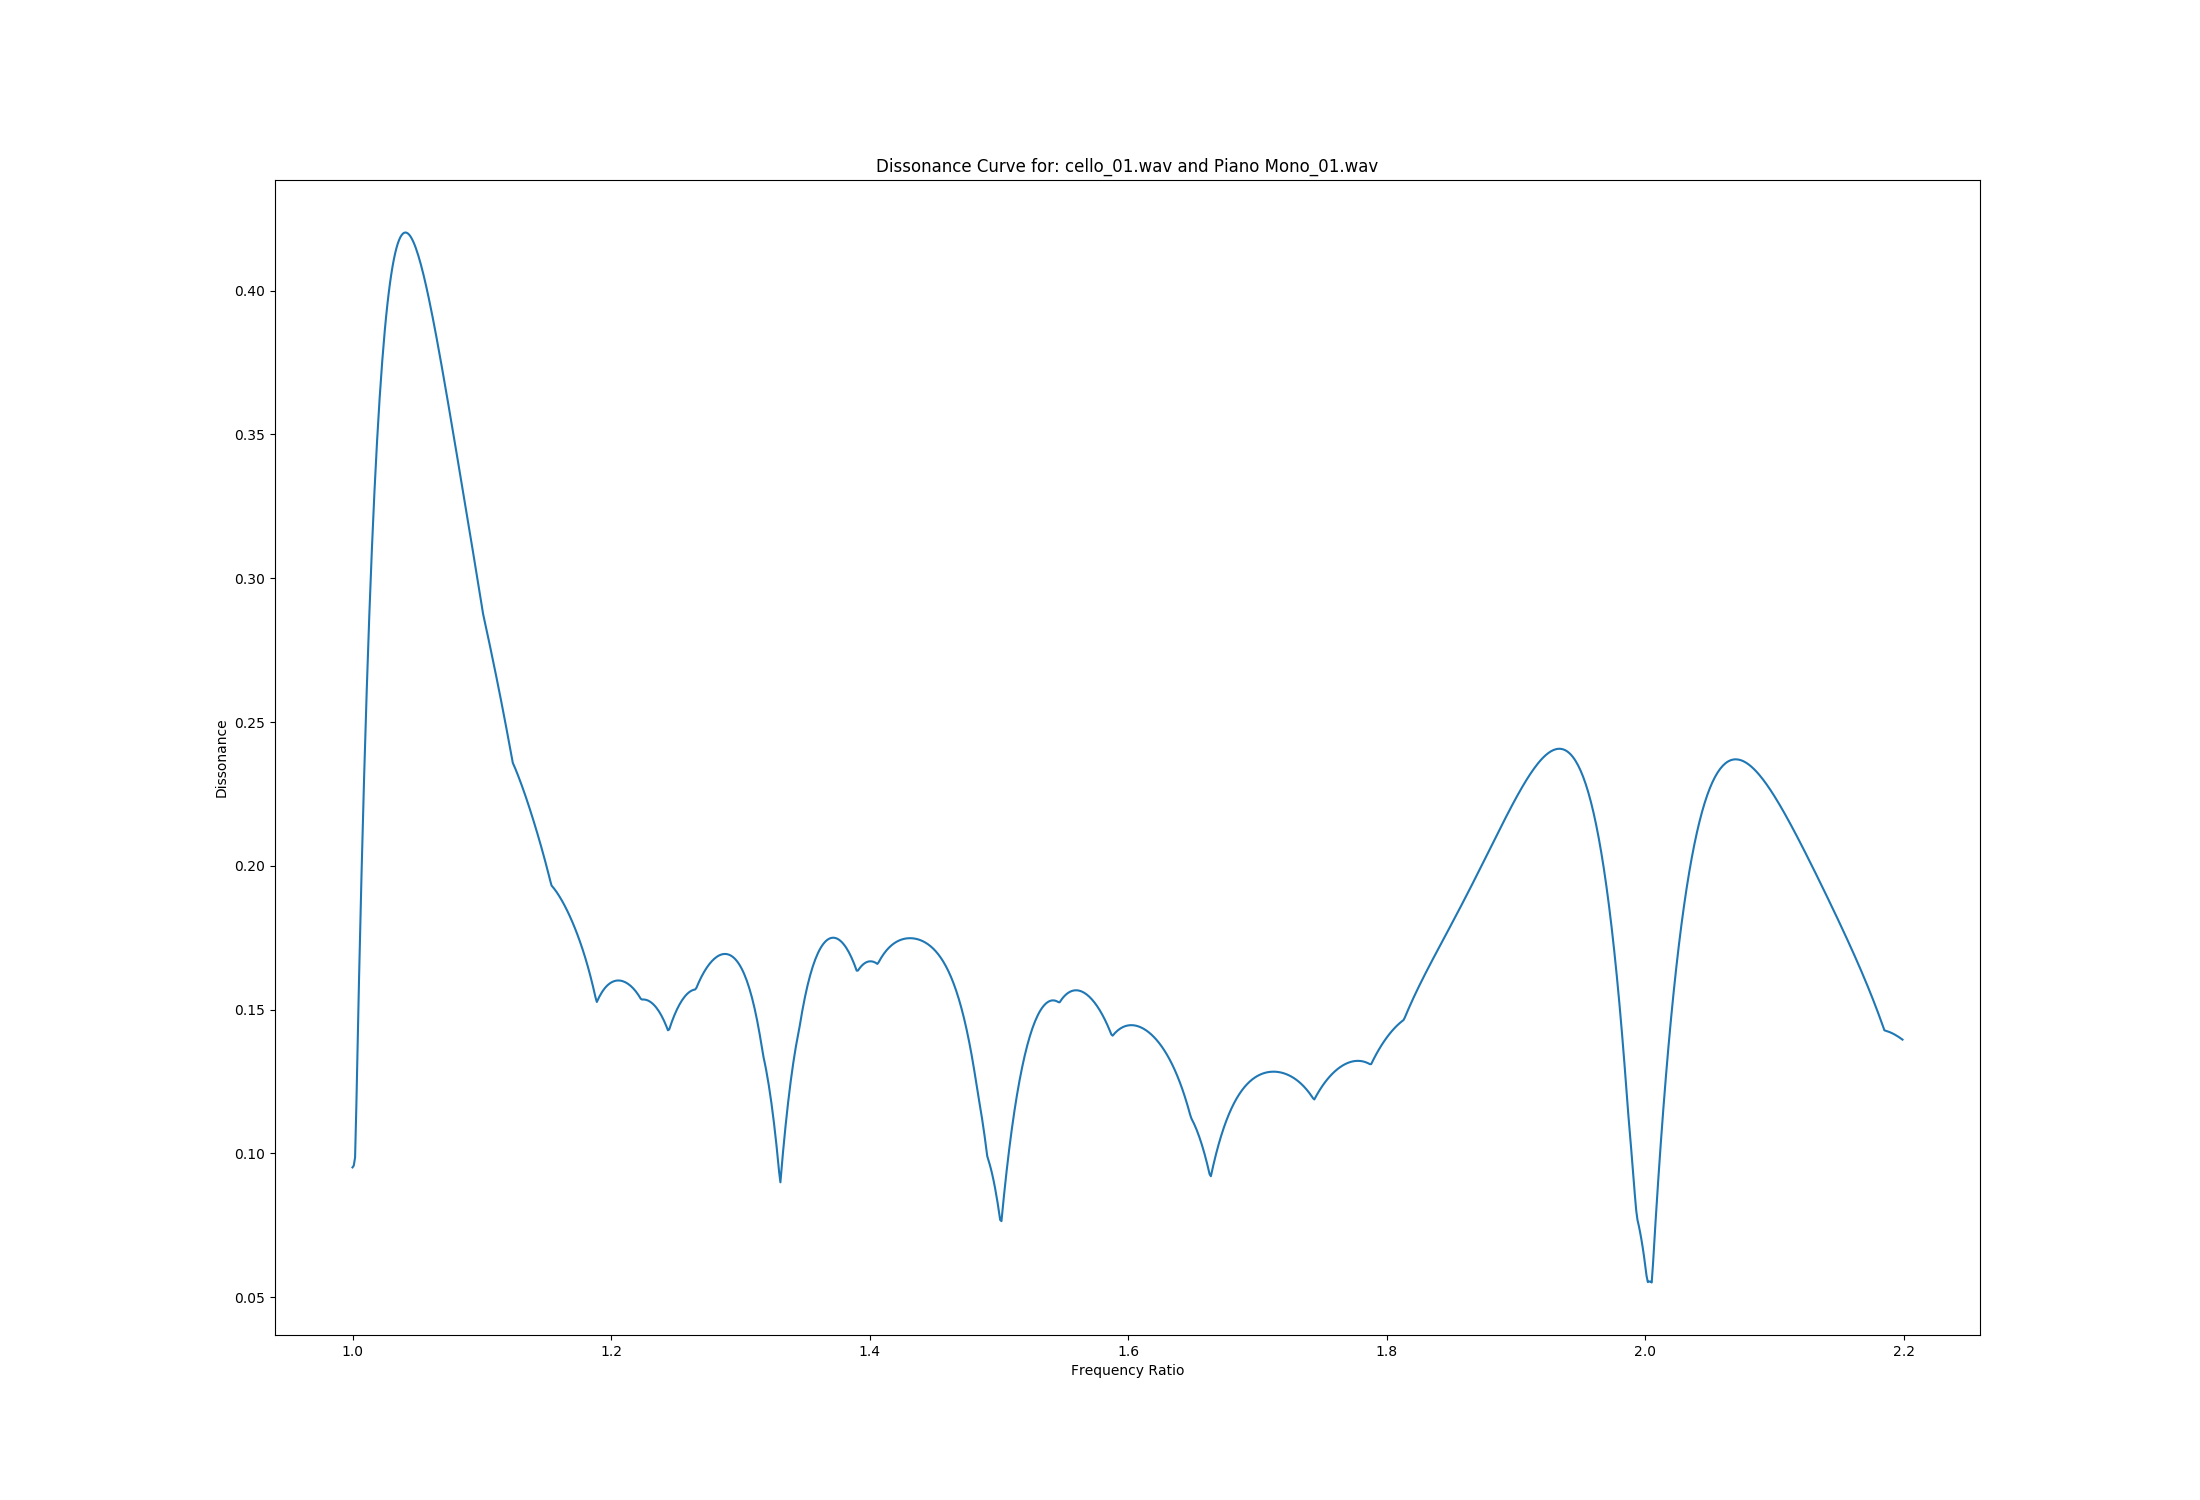 Dissonance Curve for: cello_01.wav and Piano Mono_01.wav
Dissonance
0.40
0.35
0.30
0.25
0.20
0.15
0.10
0.05
1.0 1.2 1.4 1.6 1.8 2.0 2.2
Frequency Ratio